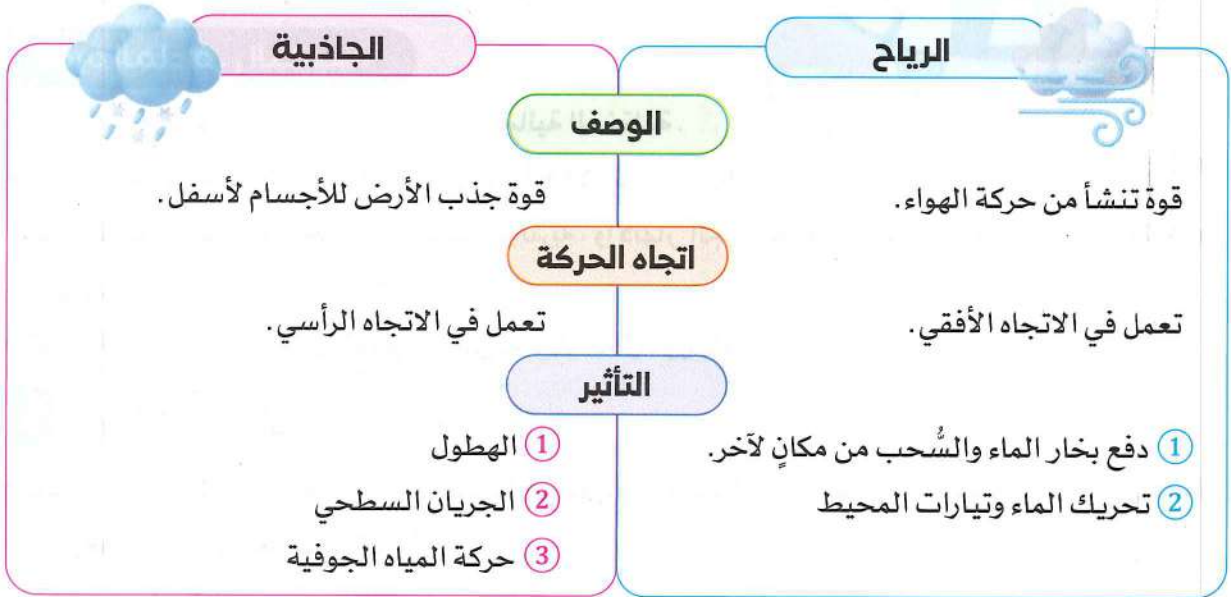 الرياح
الجاذبية
الوصف
قوة تنشأ من حركة الهواء.
قوة جذب الأرض للأجسام لأسفل.
اتجاه الحركة
تعمل في الاتجاه الأفقي.
تعمل في الاتجاه الرأسي.
التأثير
1 دفع بخار الماء والسُّحب من مكانٍ لآخر.
2 تحريك الماء وتيارات المحيط
1 الهطول
2 الجريان السطحي
3 حركة المياه الجوفية